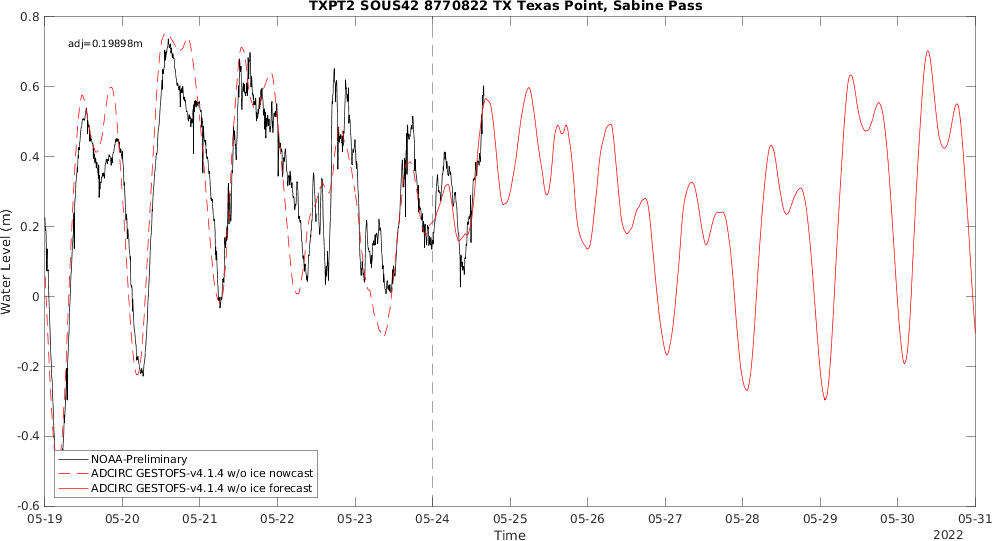 TXPT2 SOUS42 8770822 TX Texas Point, Sabine Pass
adj=0.19898m
0.8
0.6
0.4
0.2
0
-0.2
-0.4
-0.6
Water Level (m)
NOAA-Preliminary
ADCIRC GESTOFS-v4.1.4 w/o ice nowcast
ADCIRC GESTOFS-v4.1.4 w/o ice forecast
05-19 05-20 05-21 05-22 05-23 05-24 05-25 05-26 05-27 05-28 05-29 05-30 05-31
Time
2022